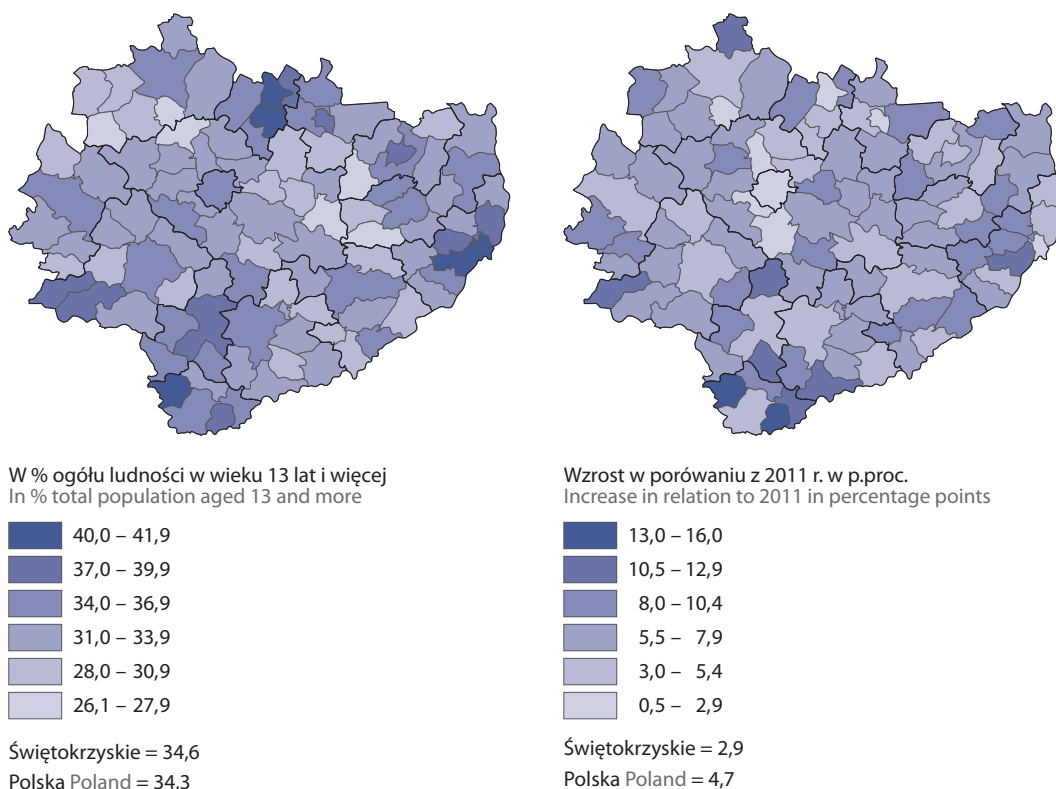 W % ogółu ludności w wieku 13 lat i więcej
In % total population aged 13 and more
40,0 – 41,9
37,0 – 39,9
34,0 – 36,9
31,0 – 33,9
28,0 – 30,9
26,1 – 27,9
Świętokrzyskie = 34,6
Polska Poland = 34,3
Wzrost w porówaniu z 2011 r. w p.proc.
Increase in relation to 2011 in percentage points
13,0 – 16,0
10,5 – 12,9
8,0 – 10,4
5,5 – 7,9
3,0 – 5,4
0,5 – 2,9
Świętokrzyskie = 2,9
Polska Poland = 4,7